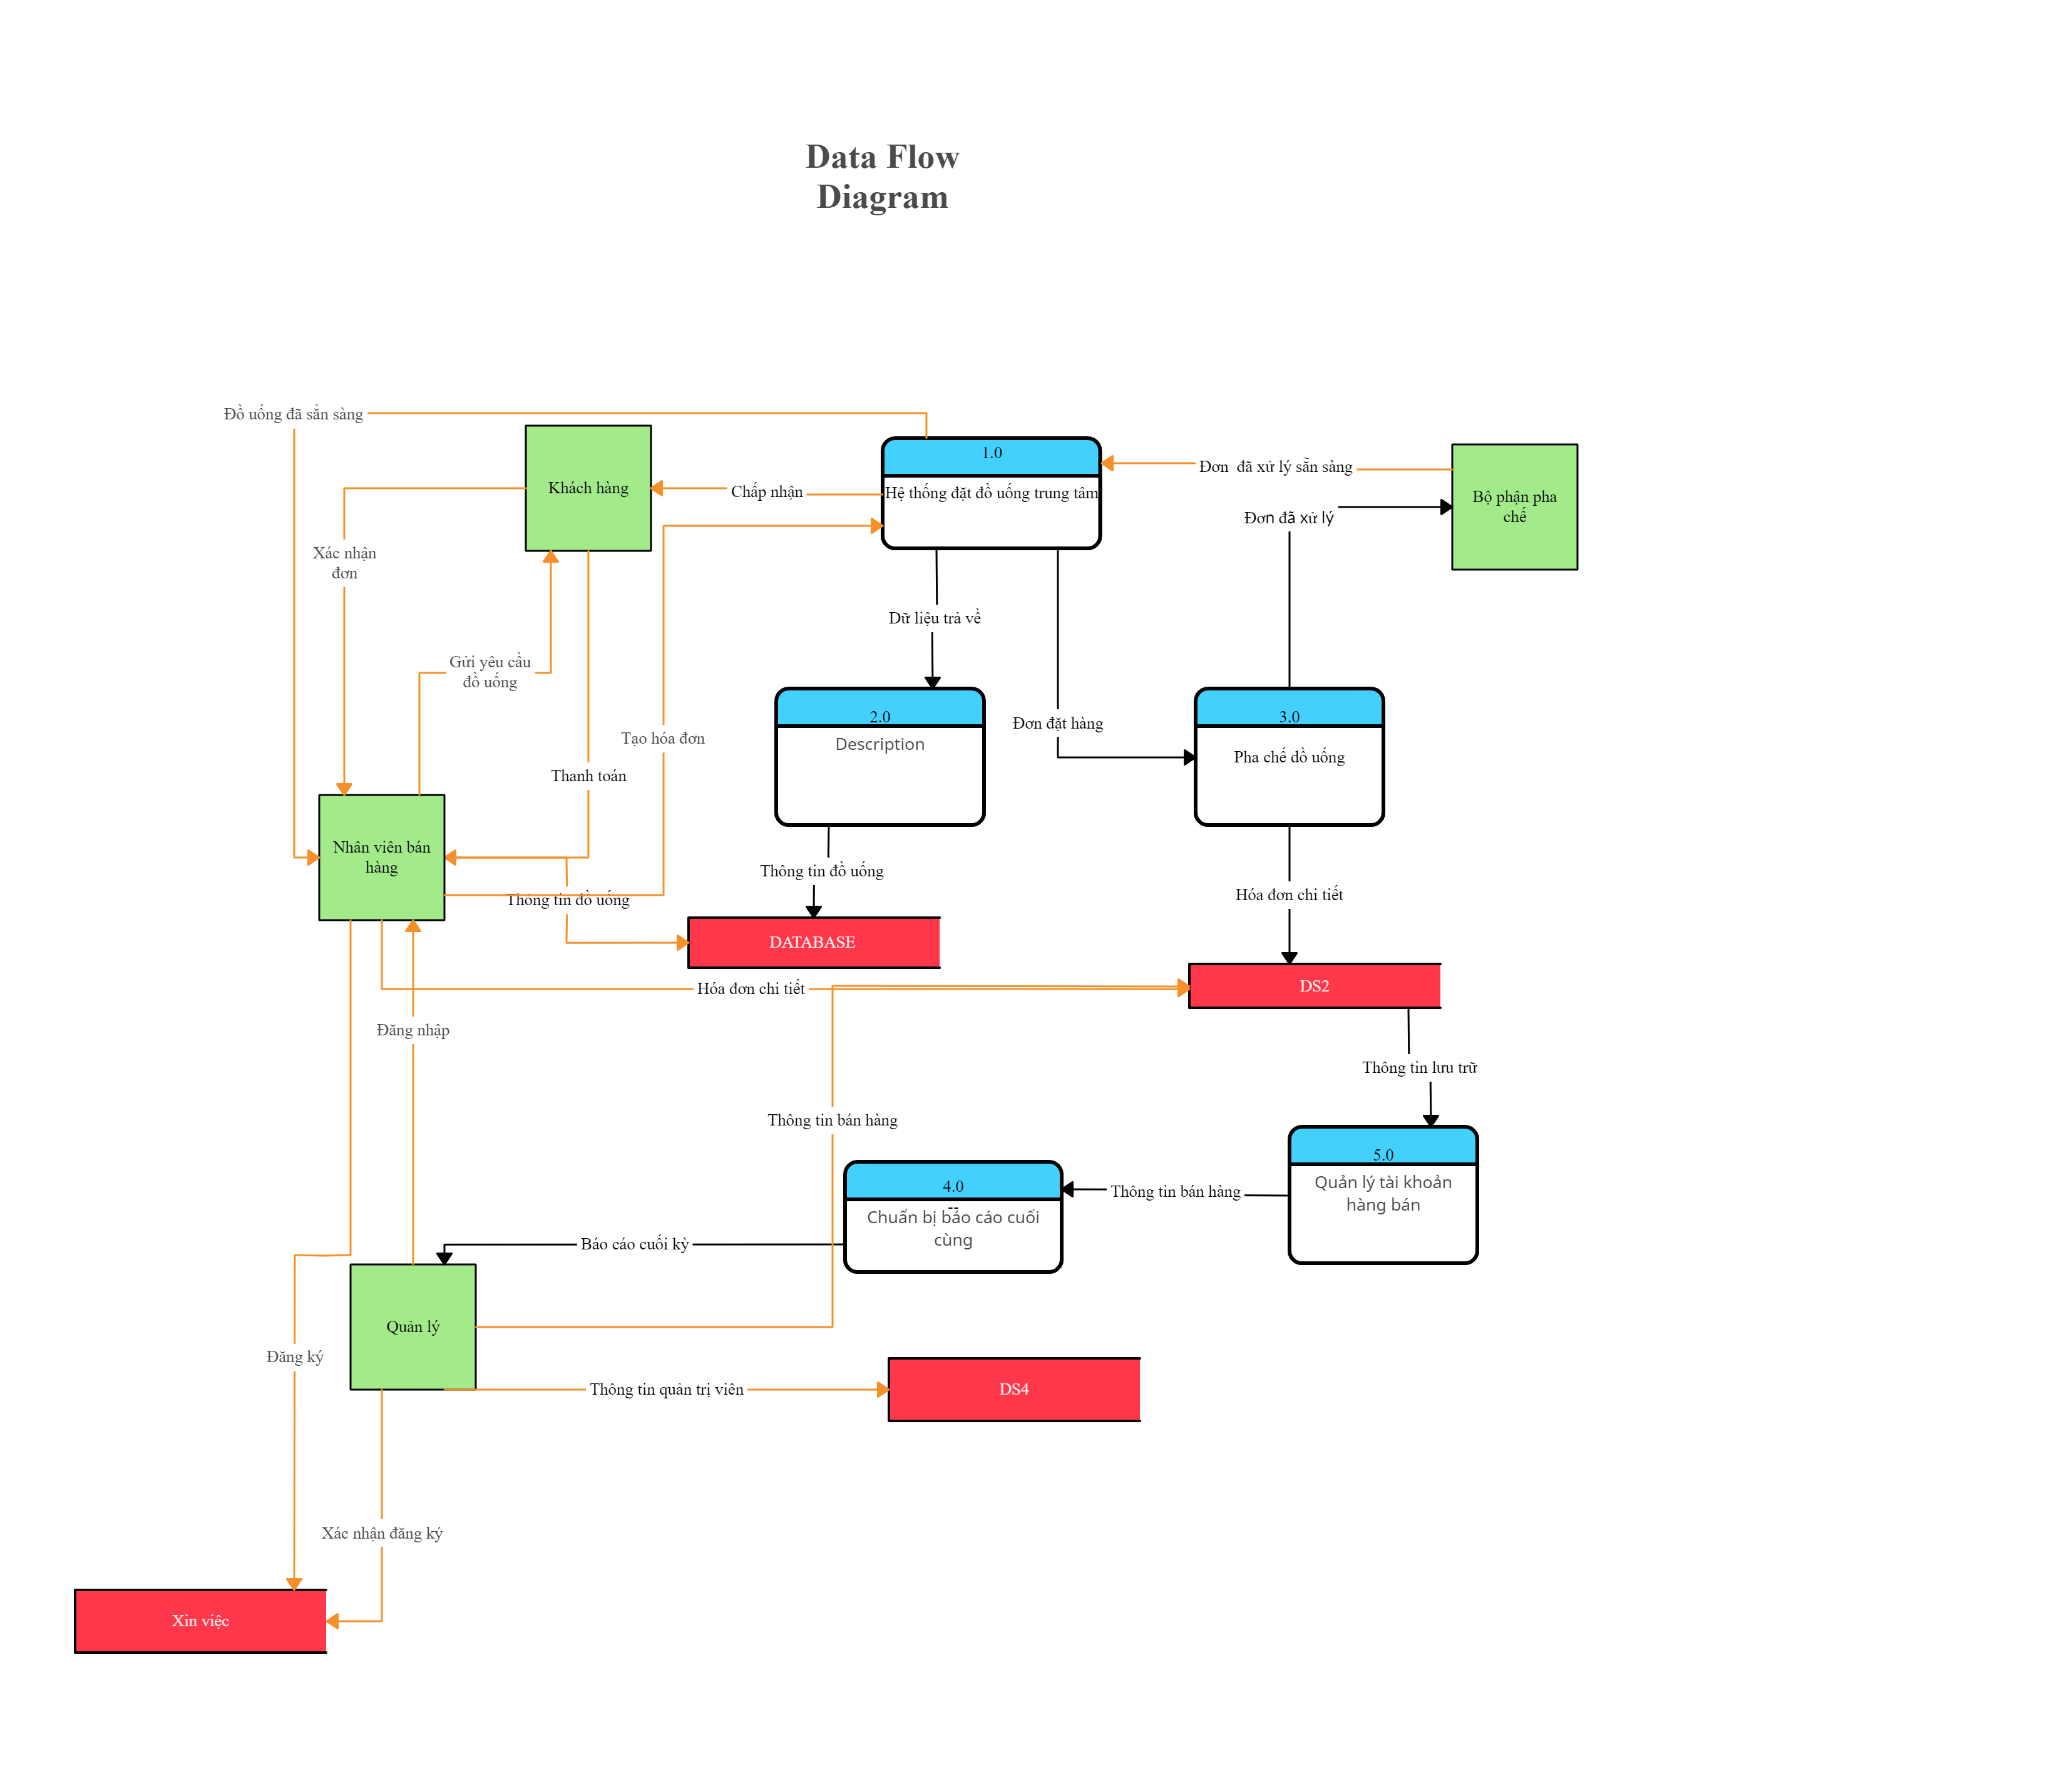 Data Flow
Diagram
Đồ uống đã sẵn sàng
Khách hàng
Chấp nhận
1.0
Hệ thống đặt đồ uống trung tâm
Đơn  đã xử lý sẵn sàng
Bộ phận pha
chế
Đơn đã xử lý
Xác nhận
đơn
Dữ liệu trả về
Gửi yêu cầu
đồ uống
Tạo hóa đơn
Thanh toán
2.0
Description
Đơn đặt hàng
3.0
Pha chế dồ uống
Nhân viên bán
hàng
Thông tin đồ uống
Thông tin đồ uống
Hóa đơn chi tiết
DATABASE
Hóa đơn chi tiết
DS2
Đăng nhập
Thông tin lưu trữ
Thông tin bán hàng
4.0
--
Chuẩn bị báo cáo cuối
cùng
Thông tin bán hàng
5.0
Quản lý tài khoản
hàng bán
Báo cáo cuối kỳ
Quản lý
Đăng ký
Thông tin quản trị viên
DS4
Xác nhận đăng ký
Xin việc